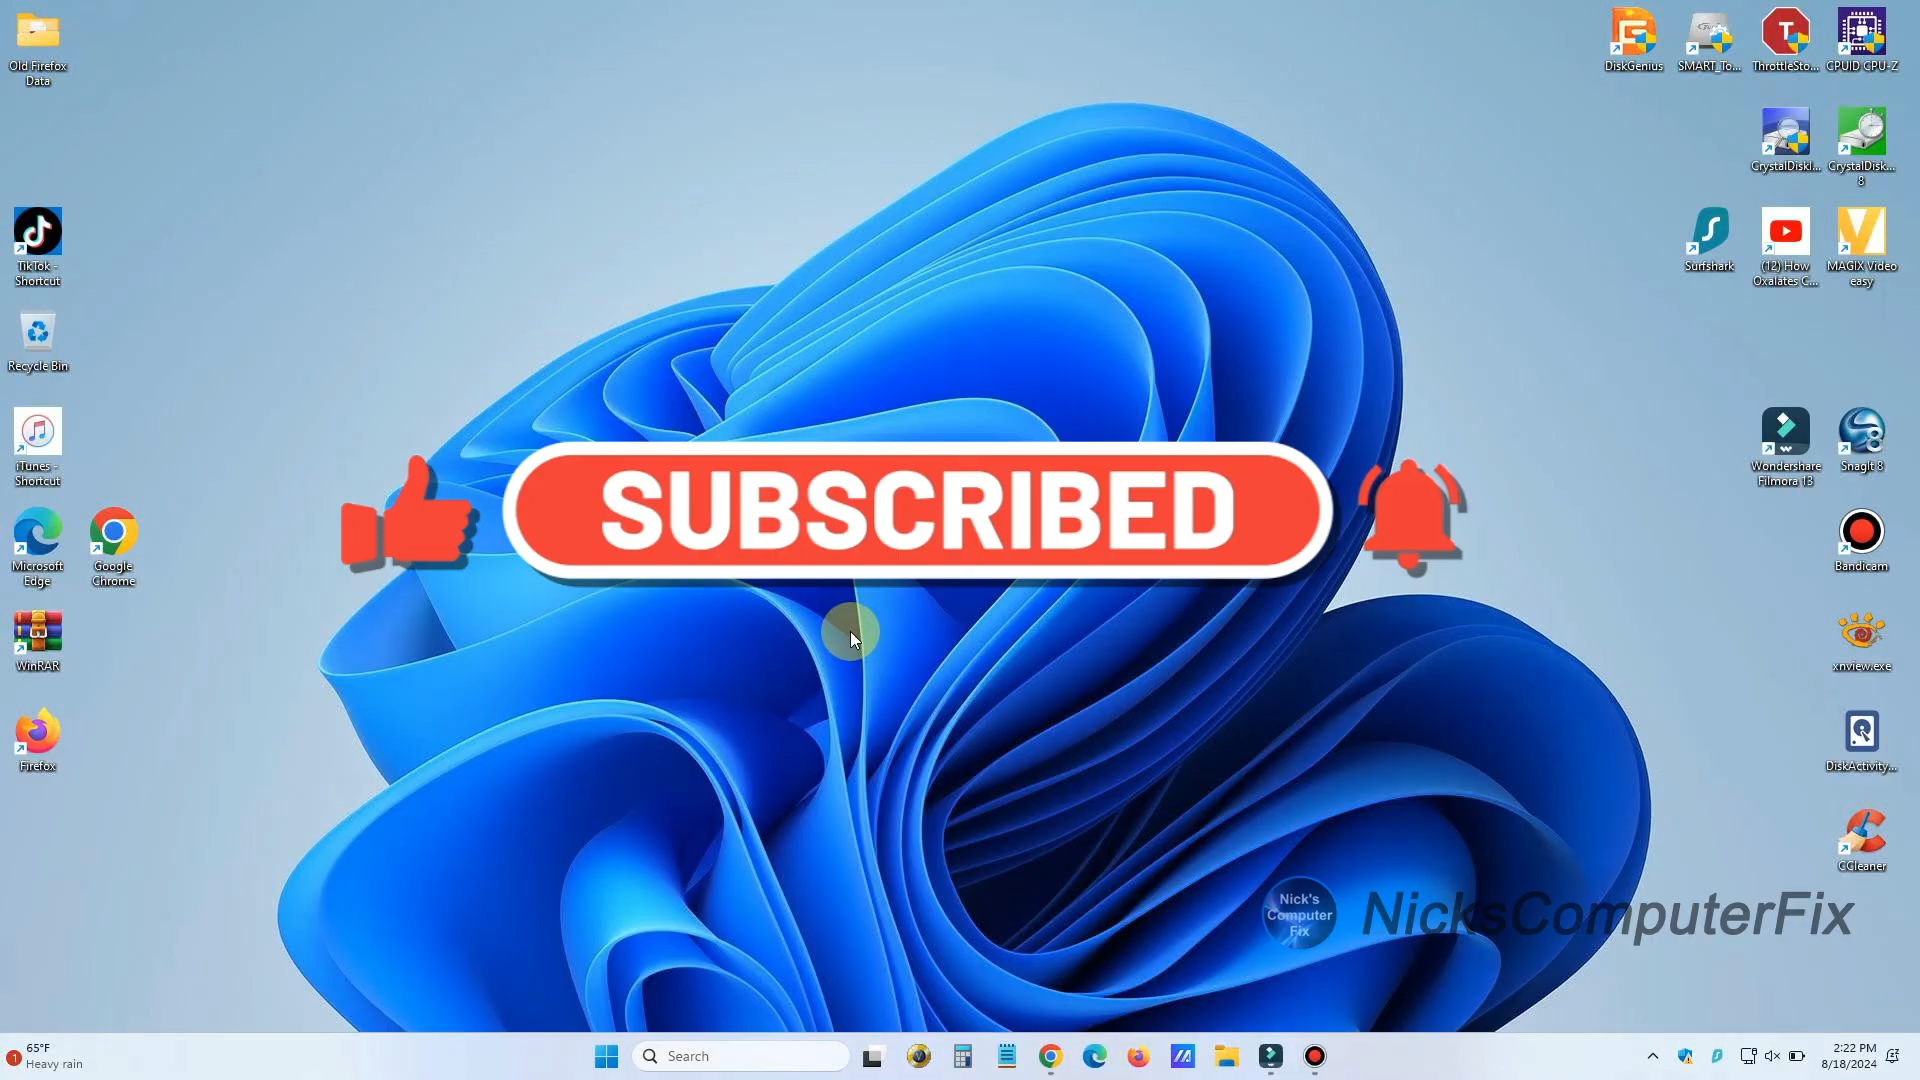 Old Firefox
Data
DiskGenius
SMART_To...
ThrottleSto...
CPUID CPU-Z
CrystalDiskI...
CrystalDisk...
8
TikTok -
Shortcut
Surfshark
(12) How
Oxalates C...
MAGIX Video
easy
Recycle Bin
iTunes -
Shortcut
Wondershare
Filmora 13
SnagIt 8
SUBSCRIBED
Microsoft
Edge
Google
Chrome
Bandicam
WinRAR
xnview.exe
Firefox
DiskActivity...
CCleaner
Nick's
Computer
Fix
NicksComputerFix
1
65°F
Heavy rain
Search
2:22 PM
8/18/2024